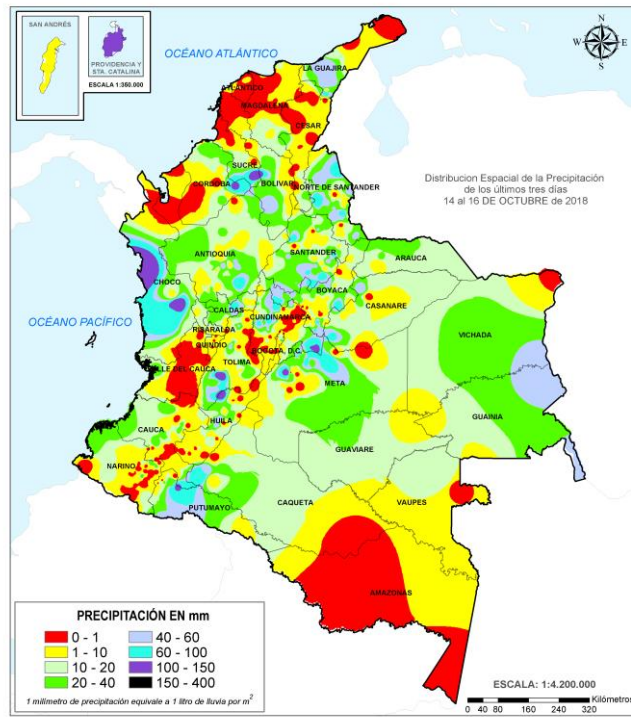 SAN ANDRÉS
PROVIDENCIA Y
STA. CATALINA
ESCALA 1:350.000
OCÉANO ATLÁNTICO
N
W
E
S
LA GUAJIRA
ATLÁNTICO
MAGDALENA
CESAR
SUCRE
CÓRDOBA
BOLIVAR
NORTE DE SANTANDER
Distribucion Espacial de la Precipitación
de los últimos tres días
14 al 16 DE OCTUBRE de 2018
ANTIOQUIA
SANTANDER
ARAUCA
CHOCO
BOYACA
CASANARE
OCÉANO PACÍFICO
CALDAS
CUNDINAMARCA
RISARALDA
VICHADA
QUINDIO
BOGOTA, D.C.
TOLIMA
VALLE DEL CAUCA
META
GUAINIA
CAUCA
HUILA
GUAVIARE
NARIÑO
CAQUETA
VAUPES
PUTUMAYO
AMAZONAS
PRECIPITACIÓN EN mm
0 - 1
40 - 60
1 - 10
60 - 100
10 - 20
100 - 150
20 - 40
150 - 400
1 milimetro de precipitación equivale a 1 litro de lluvia por m2
ESCALA: 1:4.200.000
Kilómetros
0 40 80 160 240 320